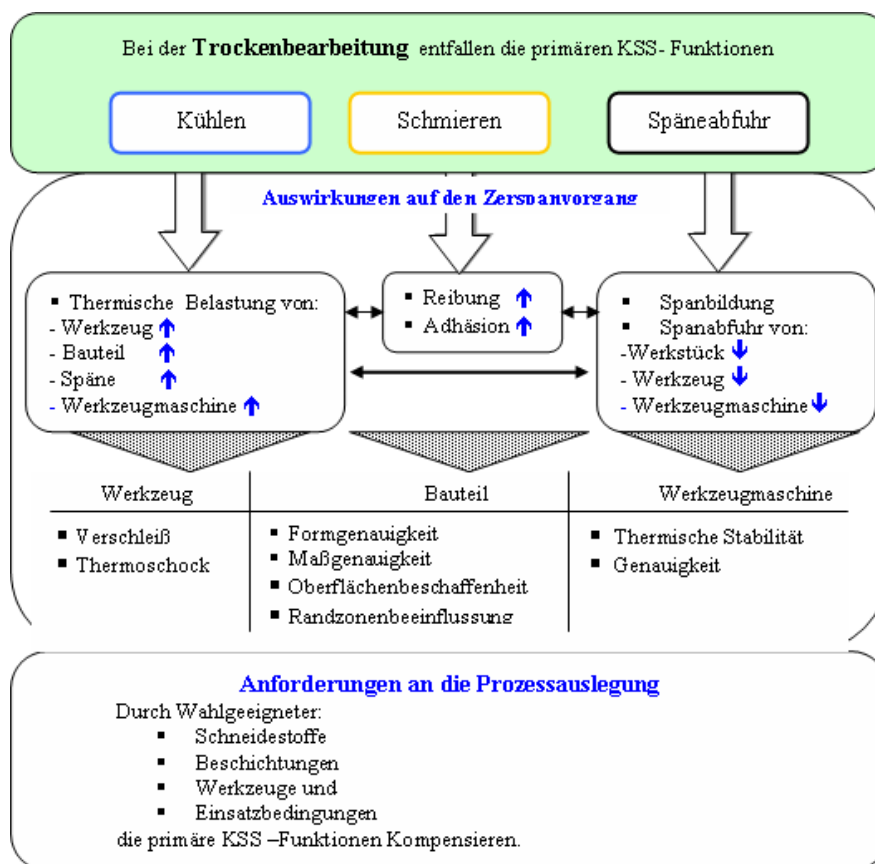 Bei der Trockenbearbeitung entfallen die primären KSS- Funktionen
Kühlen
Schmieren
Späneabfuhr
Auswirkungen auf den Zerspanvorgang
▪ Thermische Belastung von:
- Werkzeug ↑
- Bauteil ↑
- Späne ↑
- Werkzeugmaschine ↑
▪ Reibung ↑
▪ Adhäsion ↑
▪ Spanbildung
▪ Spanabfuhr von:
-Werkstück ↓
- Werkzeug ↓
- Werkzeugmaschine ↓
Werkzeug
▪ Verschleiß
▪ Thermoschock
Bauteil
▪ Formgenauigkeit
▪ Maßgenauigkeit
▪ Oberflächenbeschaffenheit
▪ Randzonenbeeinflussung
Werkzeugmaschine
▪ Thermische Stabilität
▪ Genauigkeit
Anforderungen an die Prozessauslegung
Durch Wahlgeeigneter:
▪ Schneidestoffe
▪ Beschichtungen
▪ Werkzeuge und
▪ Einsatzbedingungen
die primäre KSS –Funktionen Kompensieren.